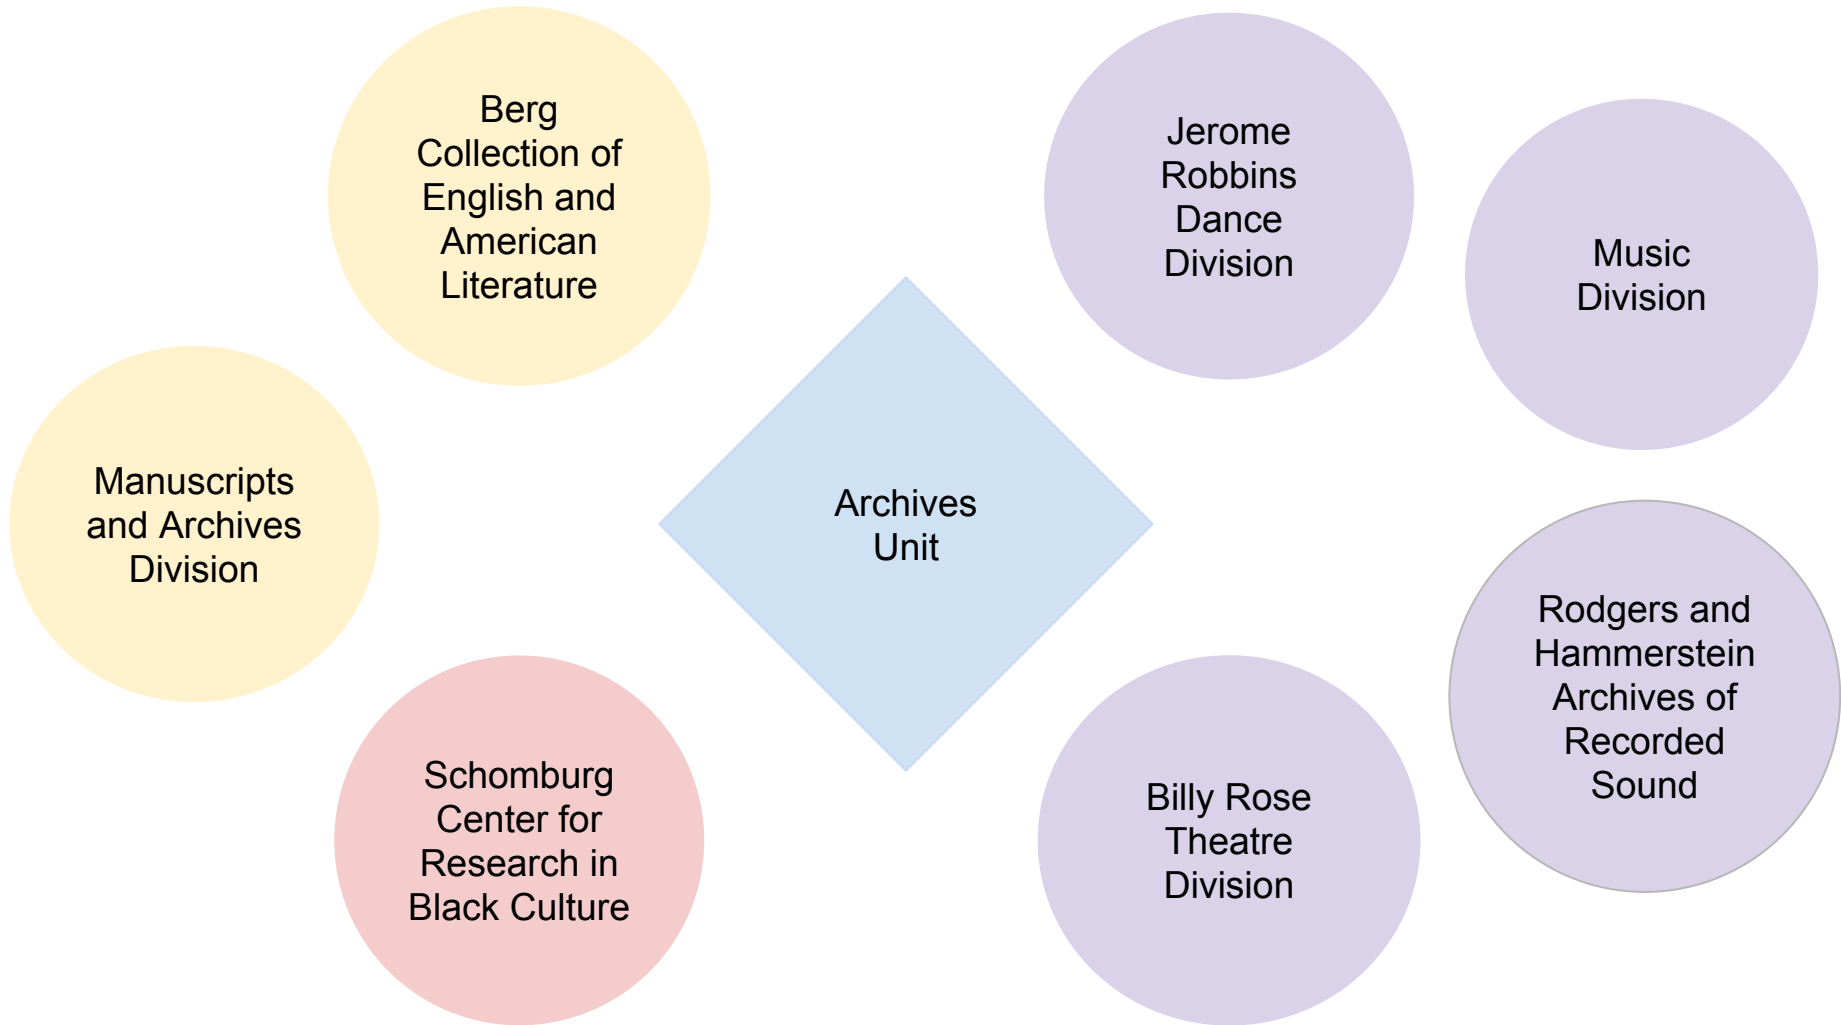 Berg
Collection of
English and
American
Literature
Jerome
Robbins
Dance
Division
Music
Division
Manuscripts
and Archives
Division
Archives
Unit
Rodgers and
Hammerstein
Archives of
Recorded
Sound
Schomburg
Center for
Research in
Black Culture
Billy Rose
Theatre
Division